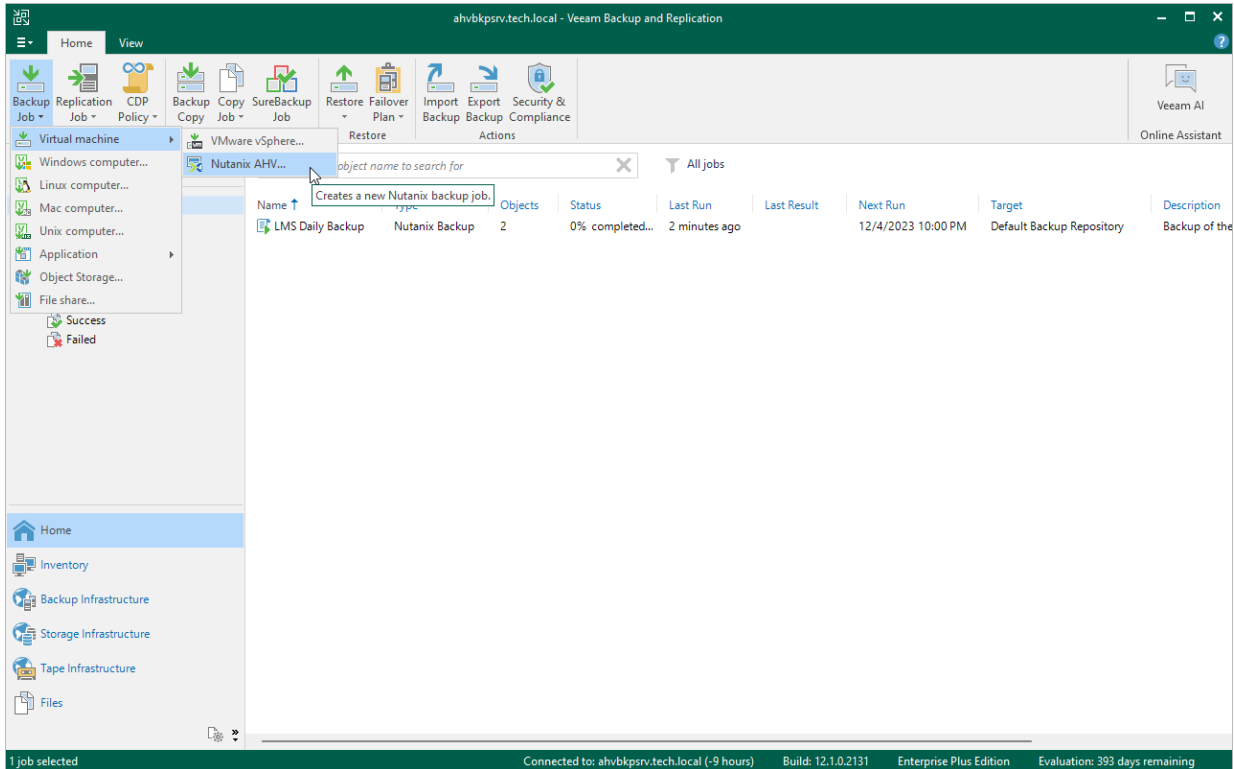 ahvbkpsrv.tech.local - Veeam Backup and Replication
Home View
Backup Job
Replication Job
CDP Policy
Backup Copy
Copy Job
SureBackup Job
Restore
Failover Plan
Import Backup
Export Backup
Security & Compliance
Veeam AI
Restore
Actions
Online Assistant
Virtual machine
Windows computer...
Linux computer...
Mac computer...
Unix computer...
Application
Object Storage...
File share...
VMware vSphere...
Nutanix AHV...
Creates a new Nutanix backup job.
object name to search for
All jobs
Name Objects Status Last Run Last Result Next Run Target Description
LMS Daily Backup Nutanix Backup 2 0% completed... 2 minutes ago 12/4/2023 10:00 PM Default Backup Repository Backup of the
Success
Failed
Home
Inventory
Backup Infrastructure
Storage Infrastructure
Tape Infrastructure
Files
1 job selected Connected to: ahvbkpsrv.tech.local (-9 hours) Build: 12.1.0.2131 Enterprise Plus Edition Evaluation: 393 days remaining